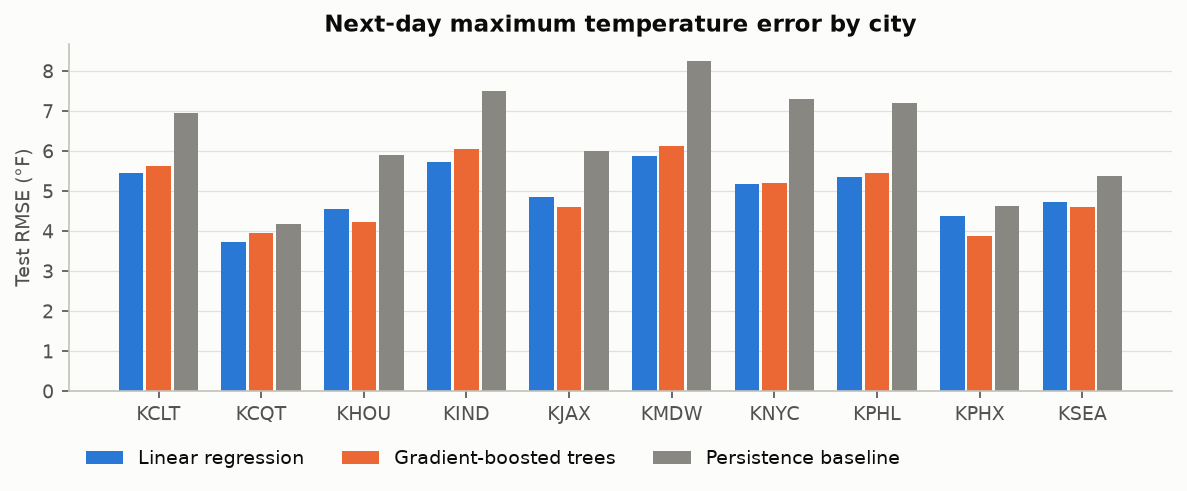 Next-day maximum temperature error by city
Test RMSE (°F)
8
7
6
5
4
3
2
1
0
KCLT KCQT KHOU KIND KJAX KMDW KNYC KPHL KPHX KSEA
Linear regression Gradient-boosted trees Persistence baseline